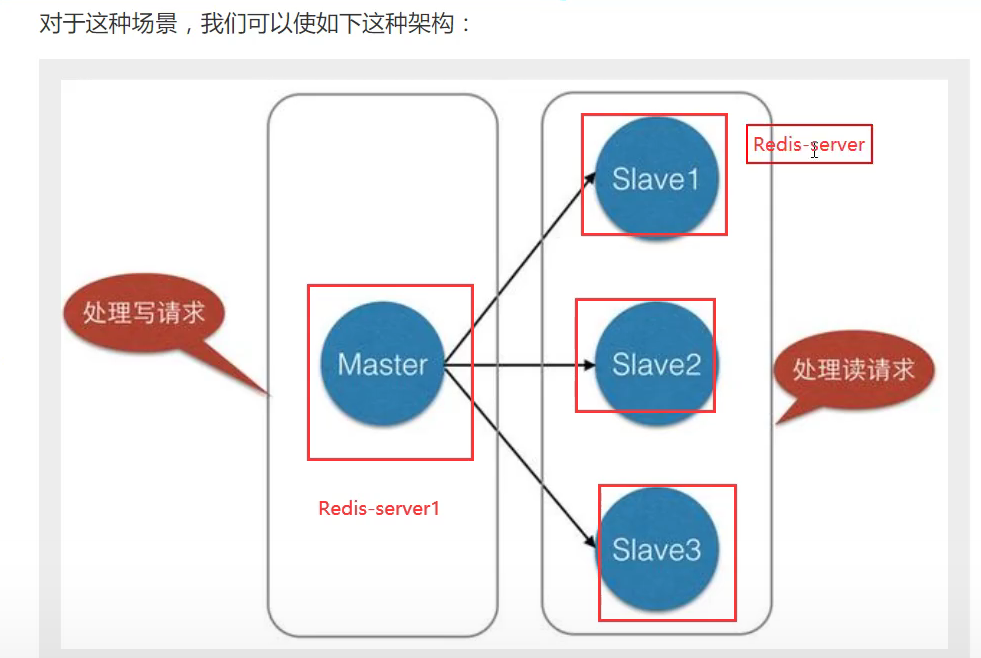 对于这种场景，我们可以使如下这种架构：
Slave1
Redis-server
处理写请求
Master
Slave2
处理读请求
Redis-server1
Slave3